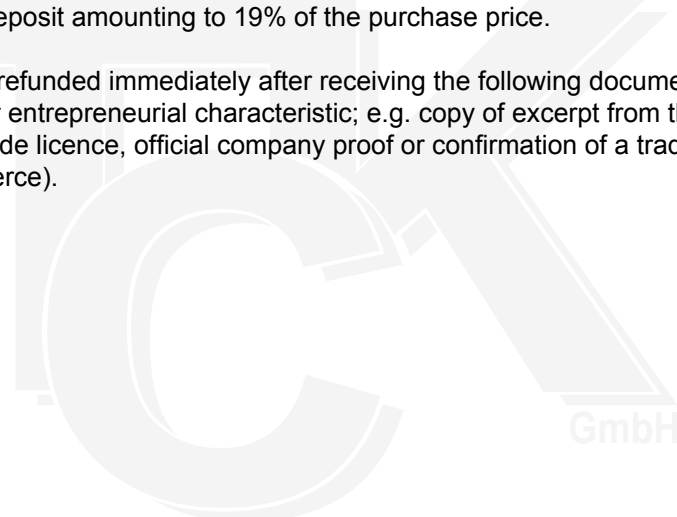 eposit amounting to 19% of the purchase price.
refunded immediately after receiving the following docume
entrepreneurial characteristic; e.g. copy of excerpt from th
de licence, official company proof or confirmation of a trad
erce).
GmbH